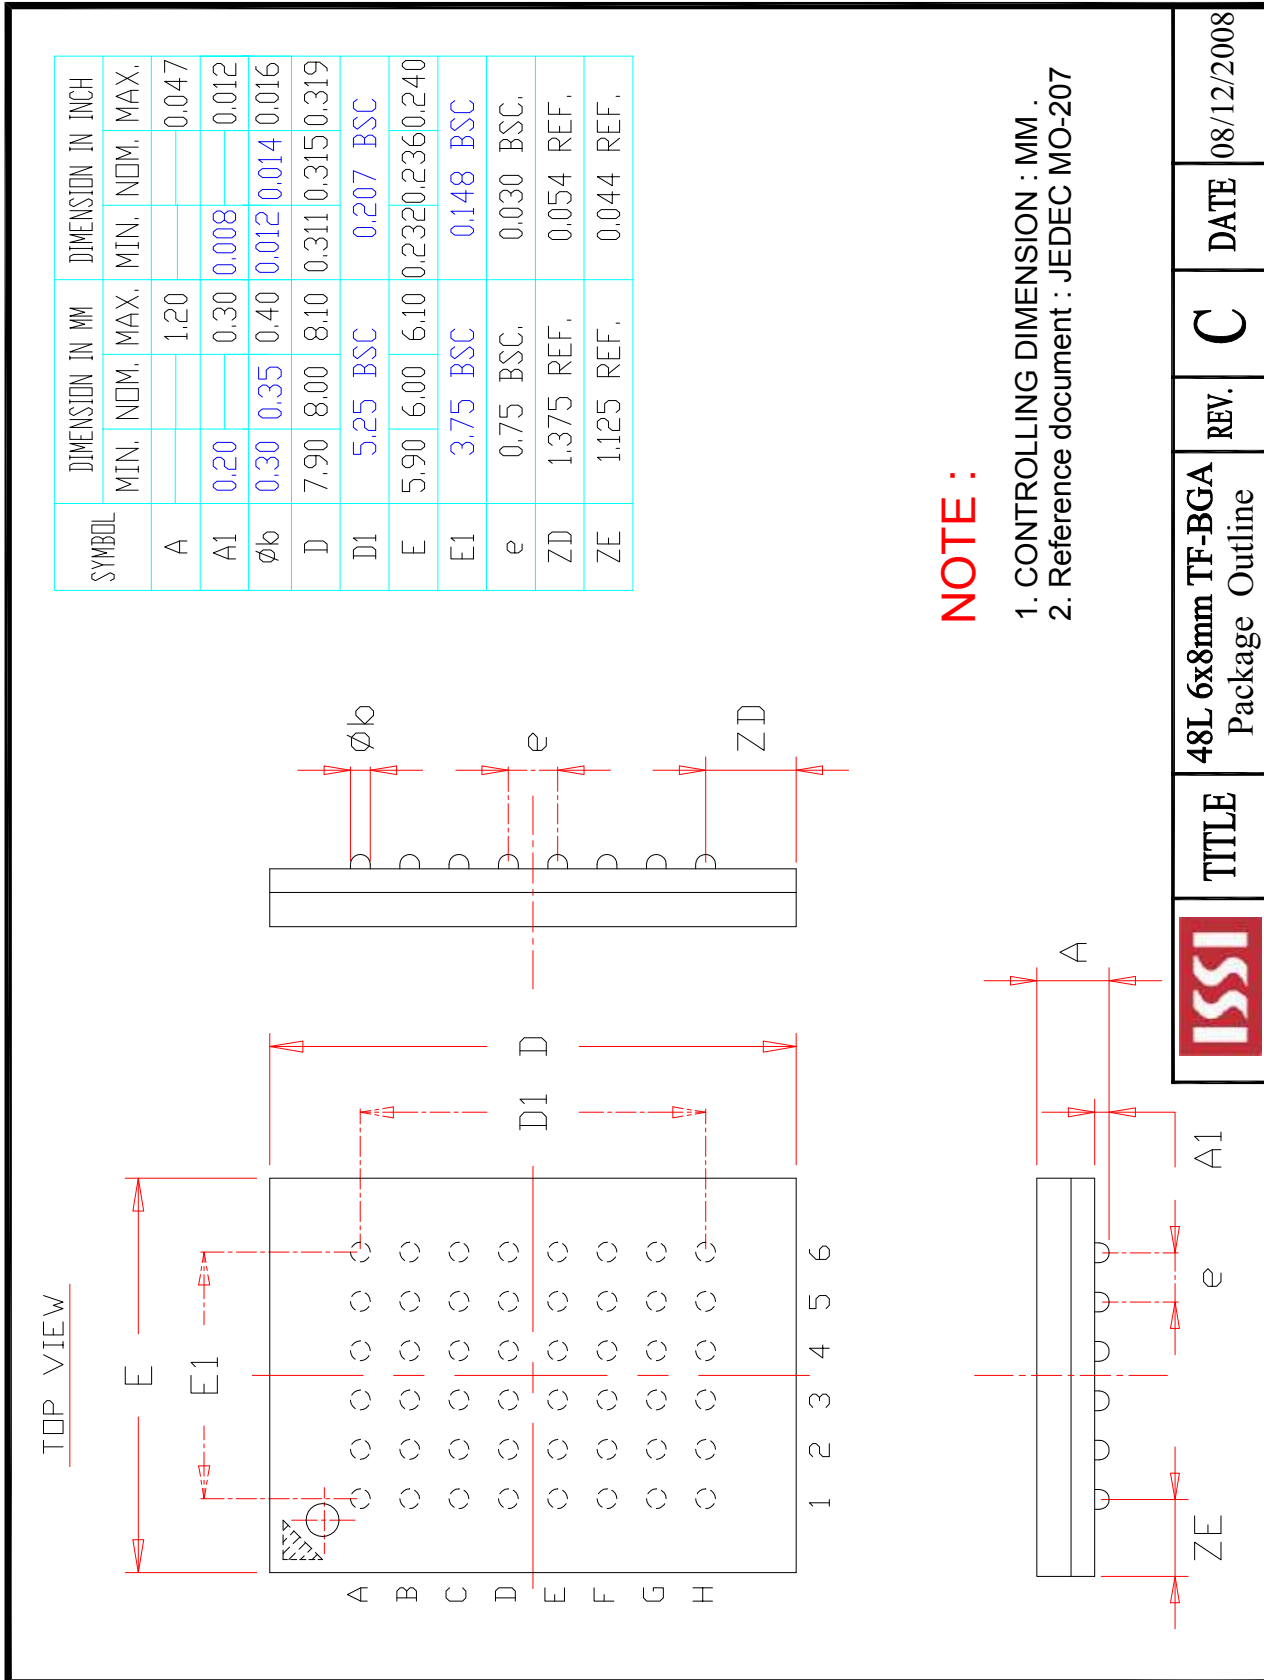 TOP VIEW
E
E1
A
B
C
D
E
F
G
H
1 2 3 4 5 6
D1 D
Øb
e
ZD
ZE
e
A1
A
SYMBOL DIMENSION IN MM DIMENSION IN INCH
MIN. NOM. MAX. MIN. NOM. MAX.
A 1.20 0.047
A1 0.20 0.30 0.008 0.012
Øb 0.30 0.35 0.40 0.012 0.014 0.016
D 7.90 8.00 8.10 0.311 0.315 0.319
D1 5.25 BSC 0.207 BSC
E 5.90 6.00 6.10 0.232 0.236 0.240
E1 3.75 BSC 0.148 BSC
e 0.75 BSC. 0.030 BSC.
ZD 1.375 REF. 0.054 REF.
ZE 1.125 REF. 0.044 REF.
NOTE :
1. CONTROLLING DIMENSION : MM .
2. Reference document : JEDEC MO-207
ISSI
TITLE
48L 6x8mm TF-BGA
Package Outline
REV. C
DATE 08/12/2008